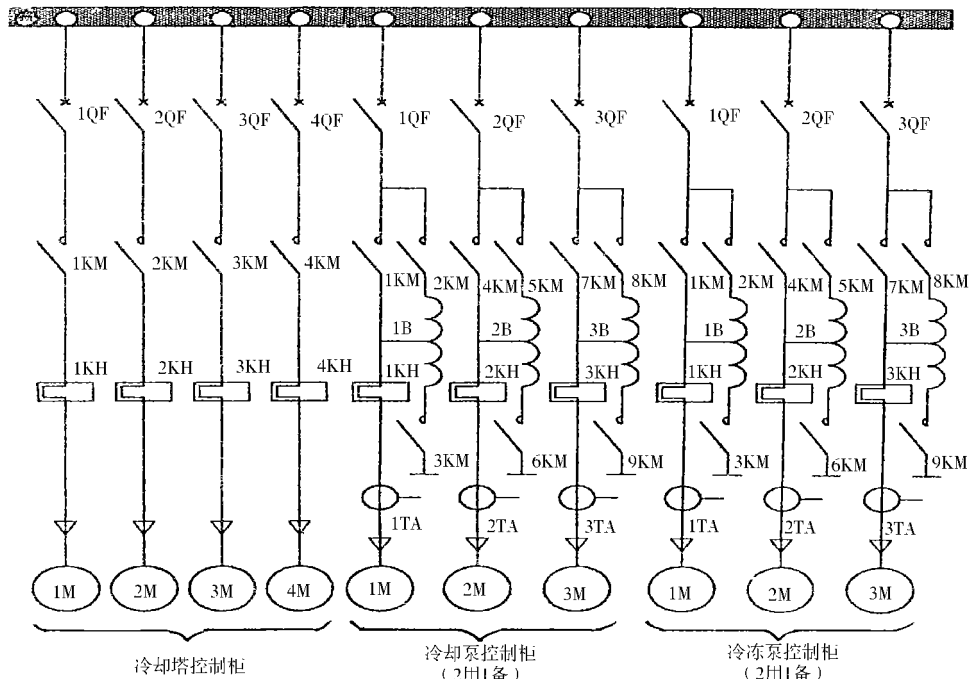 1QF 2QF 3QF 4QF 1QF 2QF 3QF 1QF 2QF 3QF
1KM 2KM 3KM 4KM 1KM 2KM 4KM 5KM 7KM 8KM 1KM 2KM 4KM 5KM 7KM 8KM
1B 2B 3B 1B 2B 3B
1KH 2KH 3KH 4KH 1KH 2KH 3KH 1KH 2KH 3KH
3KM 6KM 9KM 3KM 6KM 9KM
1TA 2TA 3TA 1TA 2TA 3TA
1M 2M 3M 4M 1M 2M 3M 1M 2M 3M
冷却塔控制柜 冷却泵控制柜 冷冻泵控制柜
(2用1备) (2用1备)